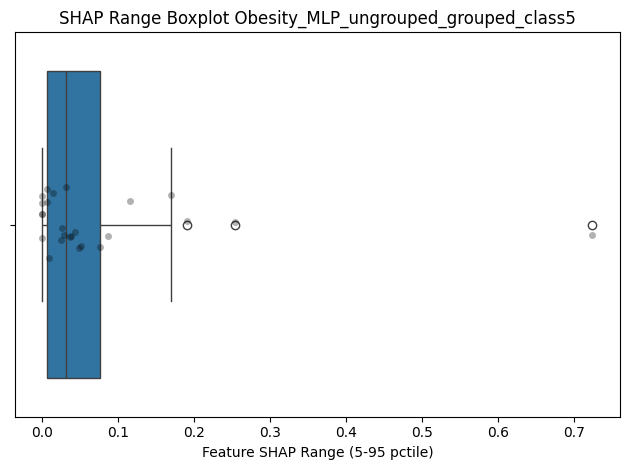 SHAP Range Boxplot Obesity_MLP_ungrouped_grouped_class5
0.0 0.1 0.2 0.3 0.4 0.5 0.6 0.7
Feature SHAP Range (5-95 pctile)